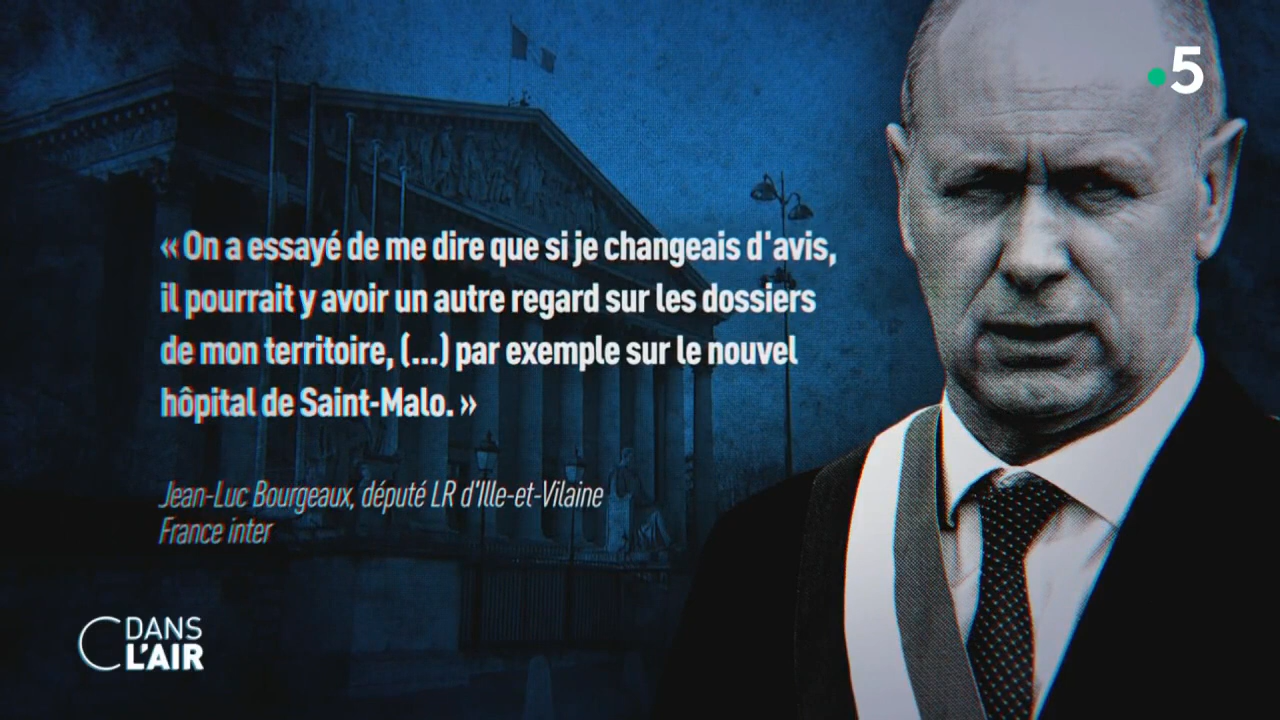 5
« On a essayé de me dire que si je changeais d'avis,
il pourrait y avoir un autre regard sur les dossiers
de mon territoire, (...) par exemple sur le nouvel
hôpital de Saint-Malo. »
Jean-Luc Bourgeaux, député LR d'Ille-et-Vilaine
France inter
C DANS
L'AIR